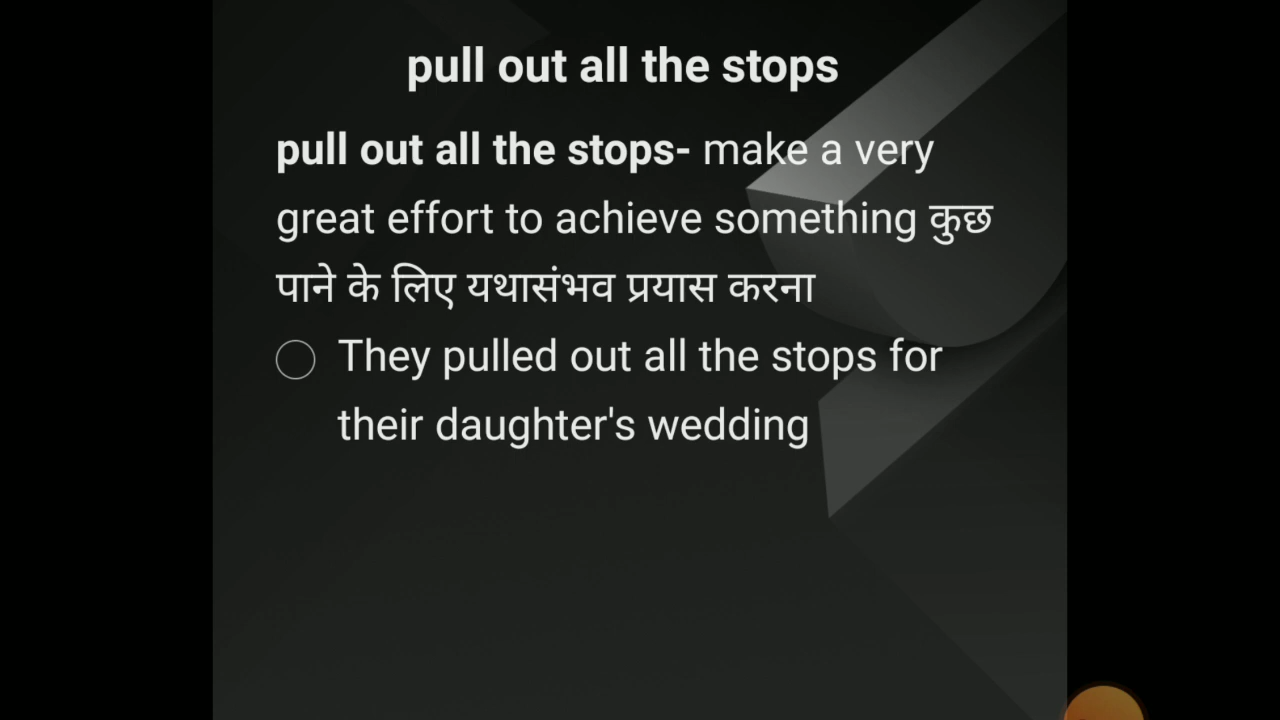 pull out all the stops
pull out all the stops- make a very
great effort to achieve something कुछ
पाने के लिए यथासंभव प्रयास करना
They pulled out all the stops for
their daughter's wedding